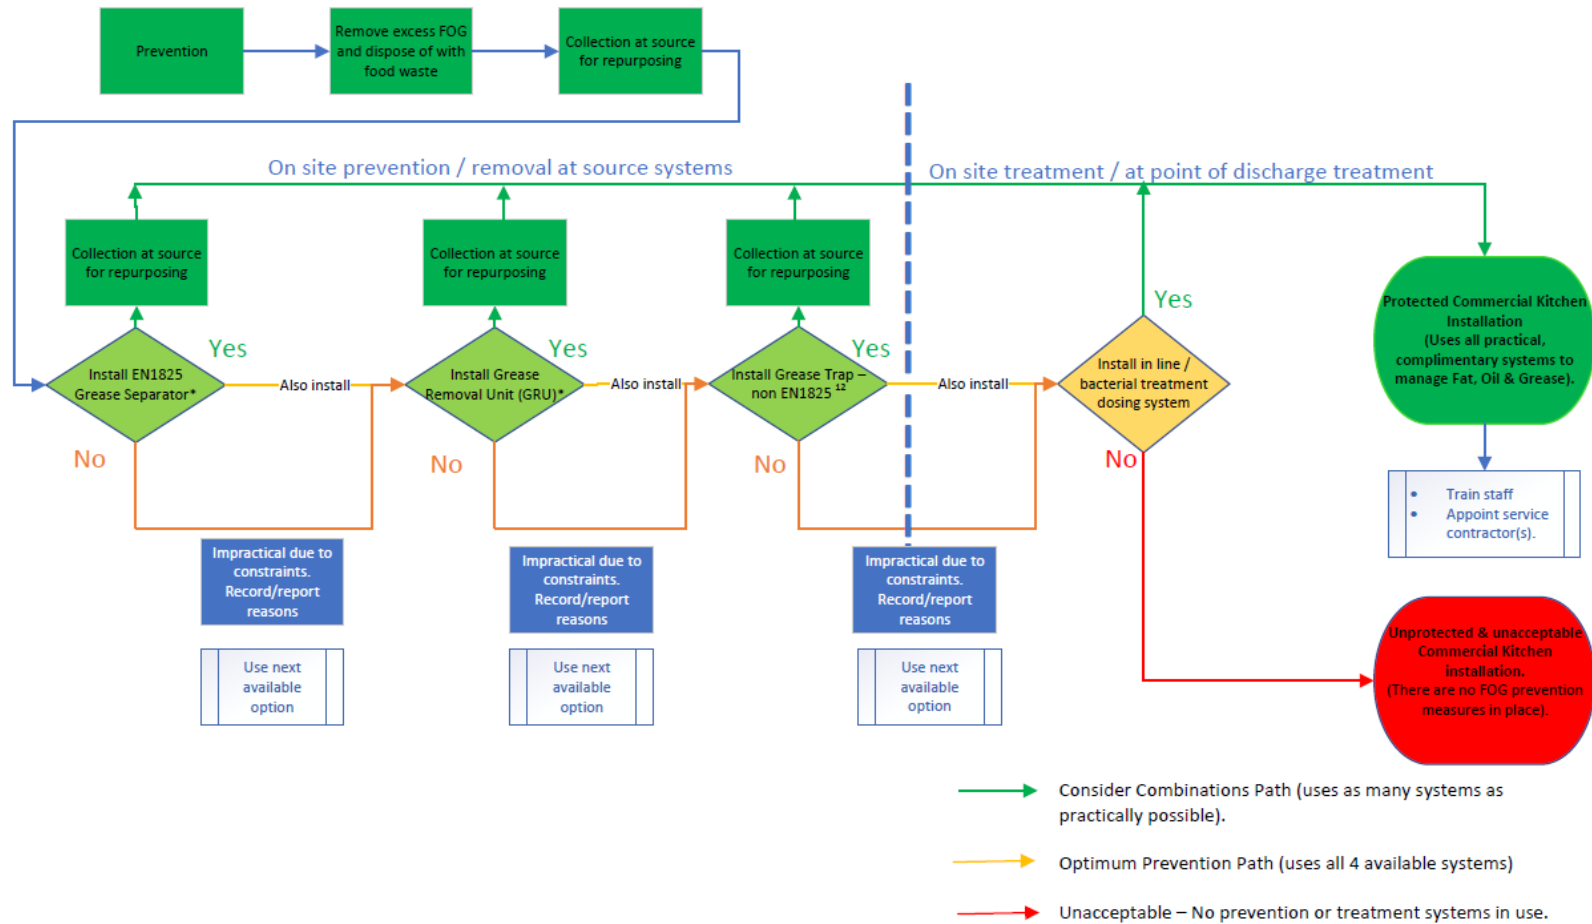 Prevention
Remove excess FOG
and dispose of with
food waste
Collection at source
for repurposing
On site prevention / removal at source systems
On site treatment / at point of discharge treatment
Collection at source
for repurposing
Collection at source
for repurposing
Collection at source
for repurposing
Yes
Yes
Yes
Yes
Install EN1825
Grease Separator*
Also install
Install Grease
Removal Unit (GRU)*
Also install
Install Grease Trap –
non EN1825 12
Also install
Install in line /
bacterial treatment
dosing system
No
No
No
No
Protected Commercial Kitchen
Installation
(Uses all practical,
complimentary systems to
manage Fat, Oil & Grease).
• Train staff
• Appoint service
contractor(s).
Impractical due to
constraints.
Record/report
reasons
Impractical due to
constraints.
Record/report
reasons
Impractical due to
constraints.
Record/report
reasons
Use next
available
option
Use next
available
option
Use next
available
option
Unprotected & unacceptable
Commercial Kitchen
installation.
(There are no FOG prevention
measures in place).
Consider Combinations Path (uses as many systems as
practically possible).
Optimum Prevention Path (uses all 4 available systems)
Unacceptable – No prevention or treatment systems in use.